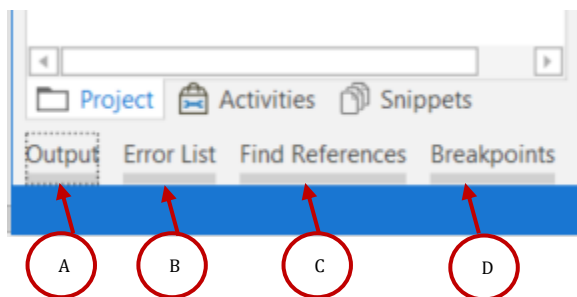 Project Activities Snippets
Output Error List Find References Breakpoints
A B C D